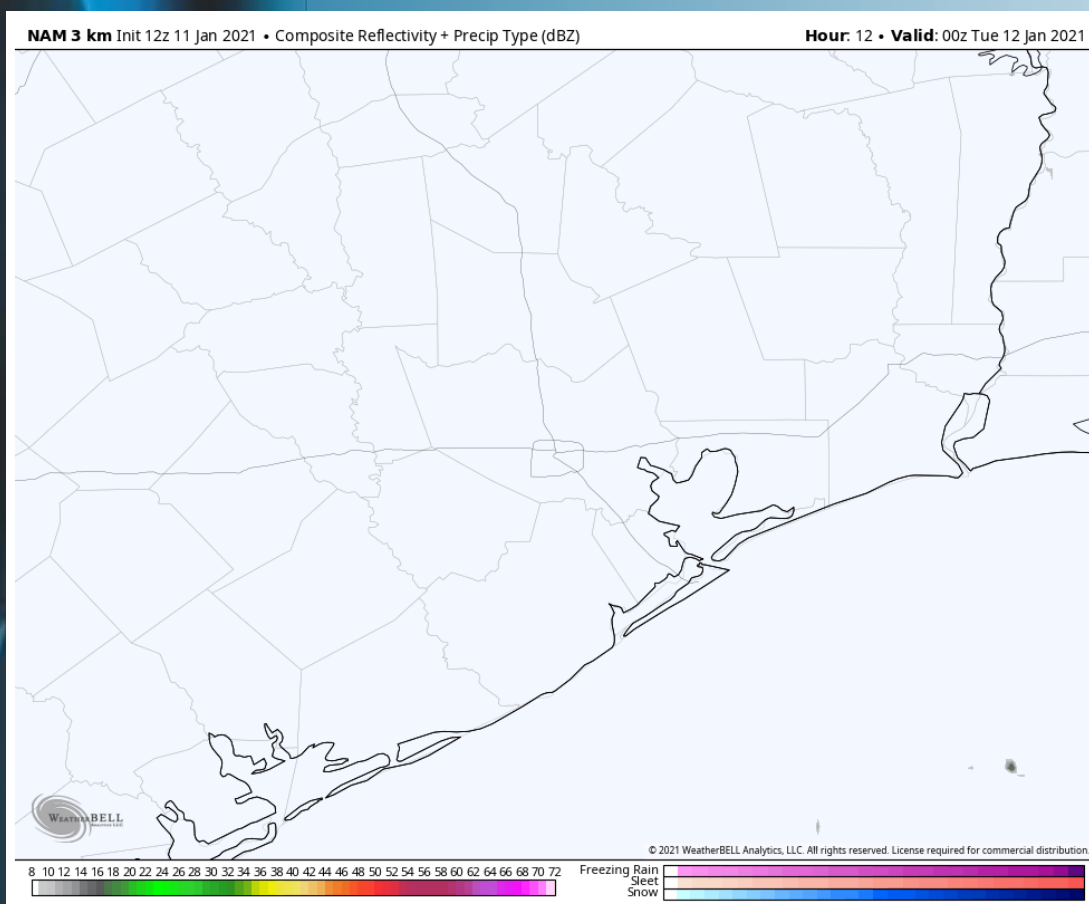 NAM 3 km Init 12z 11 Jan 2021 • Composite Reflectivity + Precip Type (dBZ) Hour: 12 • Valid: 00z Tue 12 Jan 2021
WEATHERBELL
© 2021 WeatherBELL Analytics, LLC. All rights reserved. License required for commercial distribution.
8 10 12 14 16 18 20 22 24 26 28 30 32 34 36 38 40 42 44 46 48 50 52 54 56 58 60 62 64 66 68 70 72
Freezing Rain
Sleet
Snow